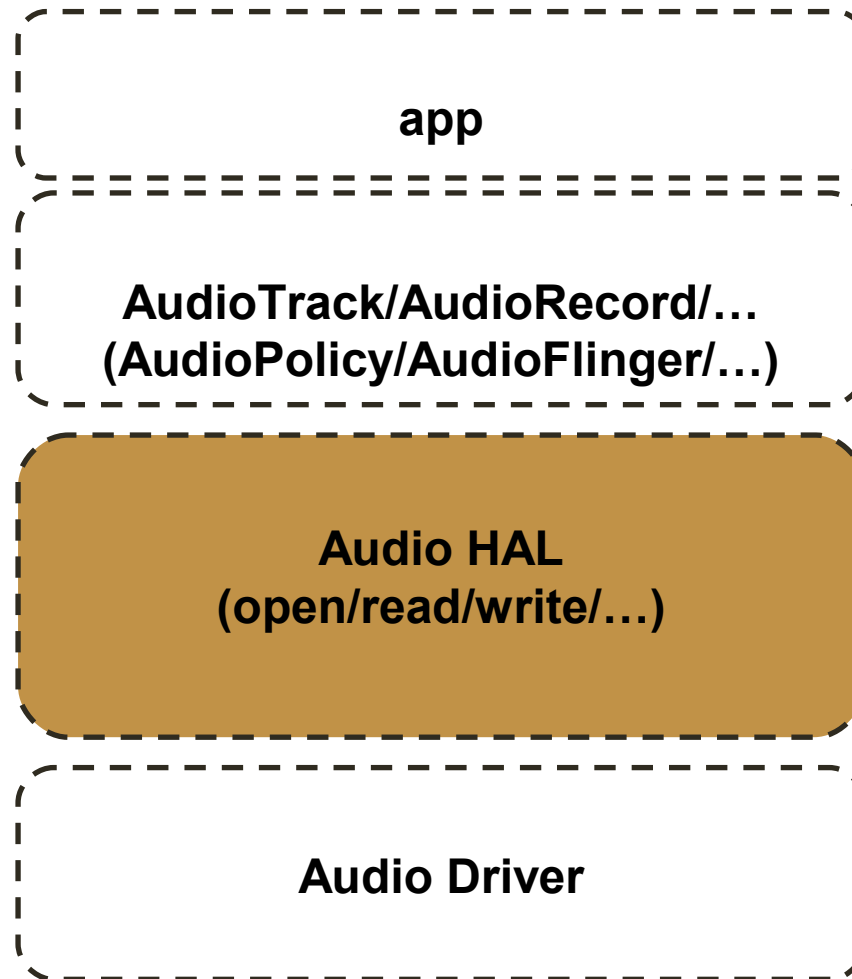 app
AudioTrack/AudioRecord/…
(AudioPolicy/AudioFlinger/…)
Audio HAL
(open/read/write/…)
Audio Driver